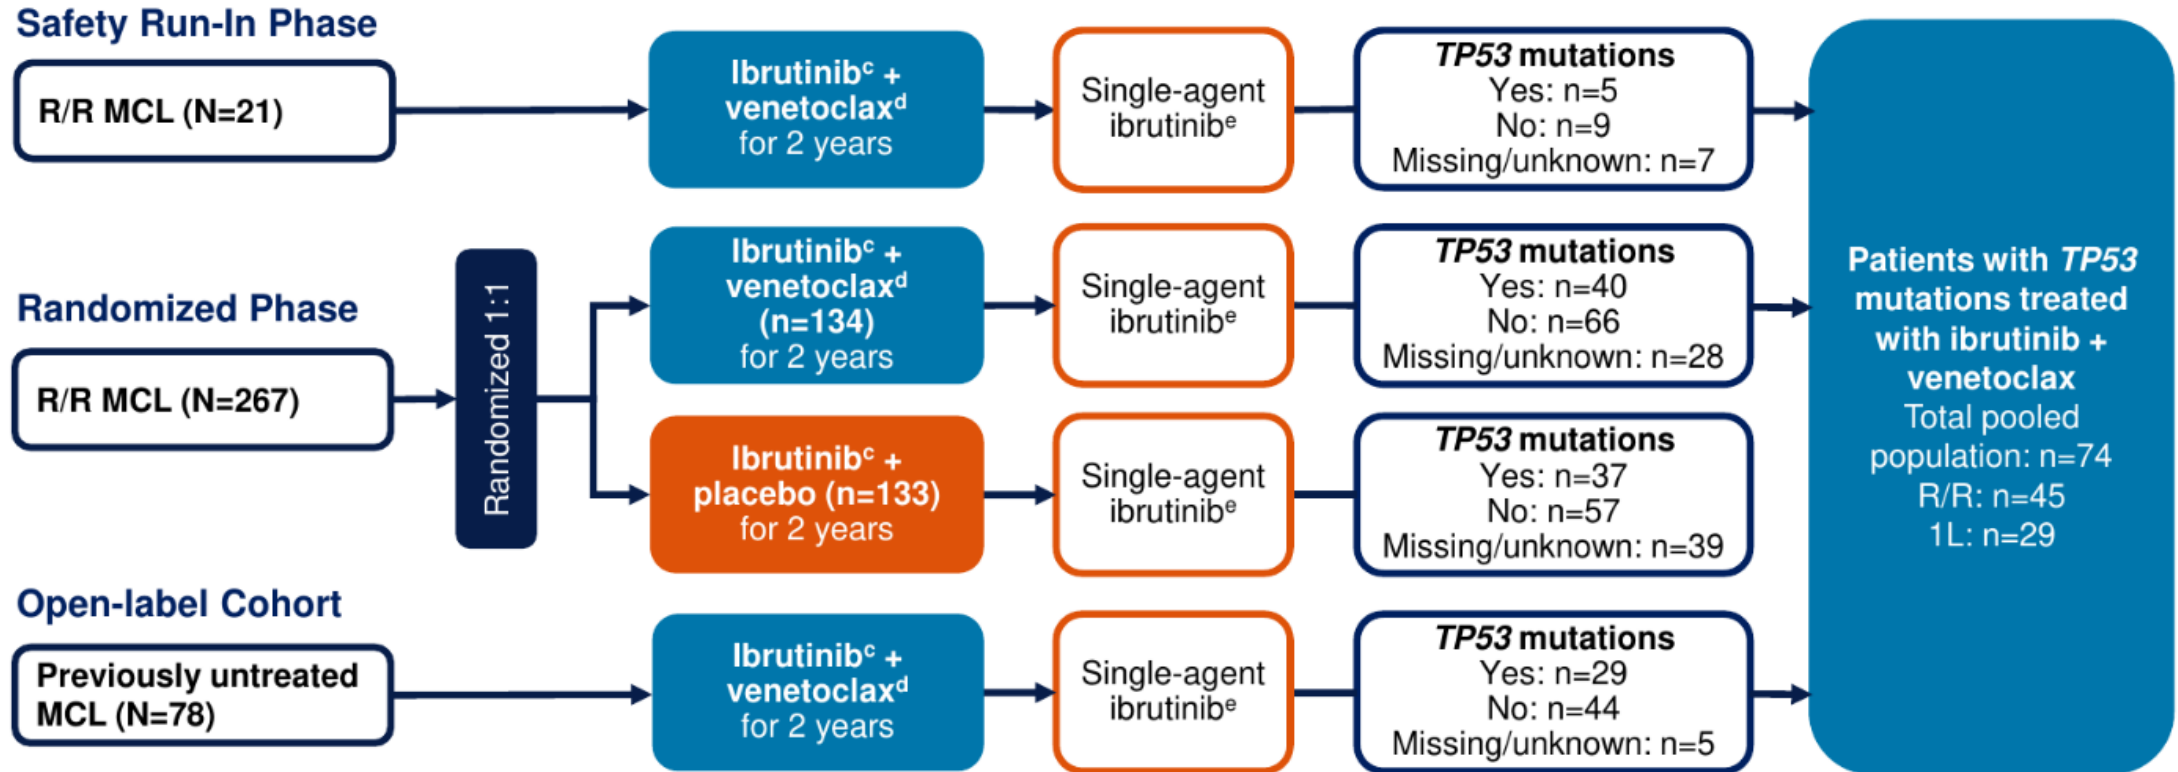 Safety Run-In Phase
R/R MCL (N=21)
Ibrutinibᶜ +
venetoclaxᵈ
for 2 years
Single-agent
ibrutinibᵉ
TP53 mutations
Yes: n=5
No: n=9
Missing/unknown: n=7
Randomized Phase
R/R MCL (N=267)
Randomized 1:1
Ibrutinibᶜ +
venetoclaxᵈ
(n=134)
for 2 years
Single-agent
ibrutinibᵉ
TP53 mutations
Yes: n=40
No: n=66
Missing/unknown: n=28
Ibrutinibᶜ +
placebo (n=133)
for 2 years
Single-agent
ibrutinibᵉ
TP53 mutations
Yes: n=37
No: n=57
Missing/unknown: n=39
Open-label Cohort
Previously untreated
MCL (N=78)
Ibrutinibᶜ +
venetoclaxᵈ
for 2 years
Single-agent
ibrutinibᵉ
TP53 mutations
Yes: n=29
No: n=44
Missing/unknown: n=5
Patients with TP53
mutations treated
with ibrutinib +
venetoclax
Total pooled
population: n=74
R/R: n=45
1L: n=29